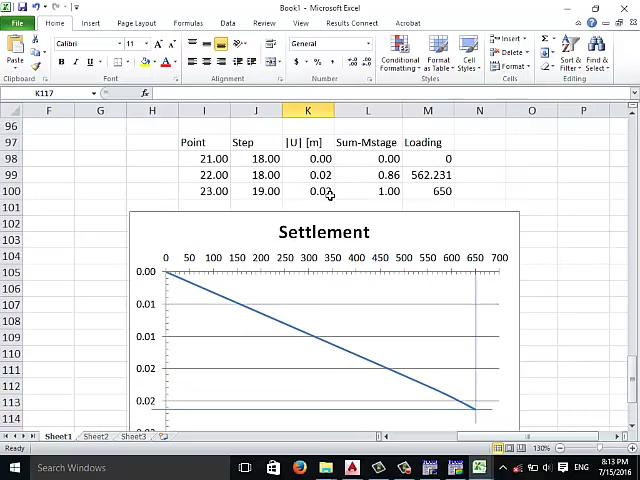 Book1 - Microsoft Excel
File Home Insert Page Layout Formulas Data Review View Results Connect Acrobat
Calibri 11 General Insert Σ
Paste B I U $ % , Conditional Formatting Format as Table Cell Styles Delete Format Sort & Filter Find & Select
Clipboard Font Alignment Number Styles Cells Editing
K117 fx
F G H I J K L M N O P
96
97 Point Step |U| [m] Sum-Mstage Loading
98 21.00 18.00 0.00 0.00 0
99 22.00 18.00 0.02 0.86 562.231
100 23.00 19.00 0.02 1.00 650
101
102 Settlement
103
104 0 50 100 150 200 250 300 350 400 450 500 550 600 650 700
105 0.00
106
107 0.01
108
109 0.01
110
111 0.02
112
113 0.02
114
Sheet1 Sheet2 Sheet3
Ready 130%
Search Windows ENG 8:13 PM
7/15/2016